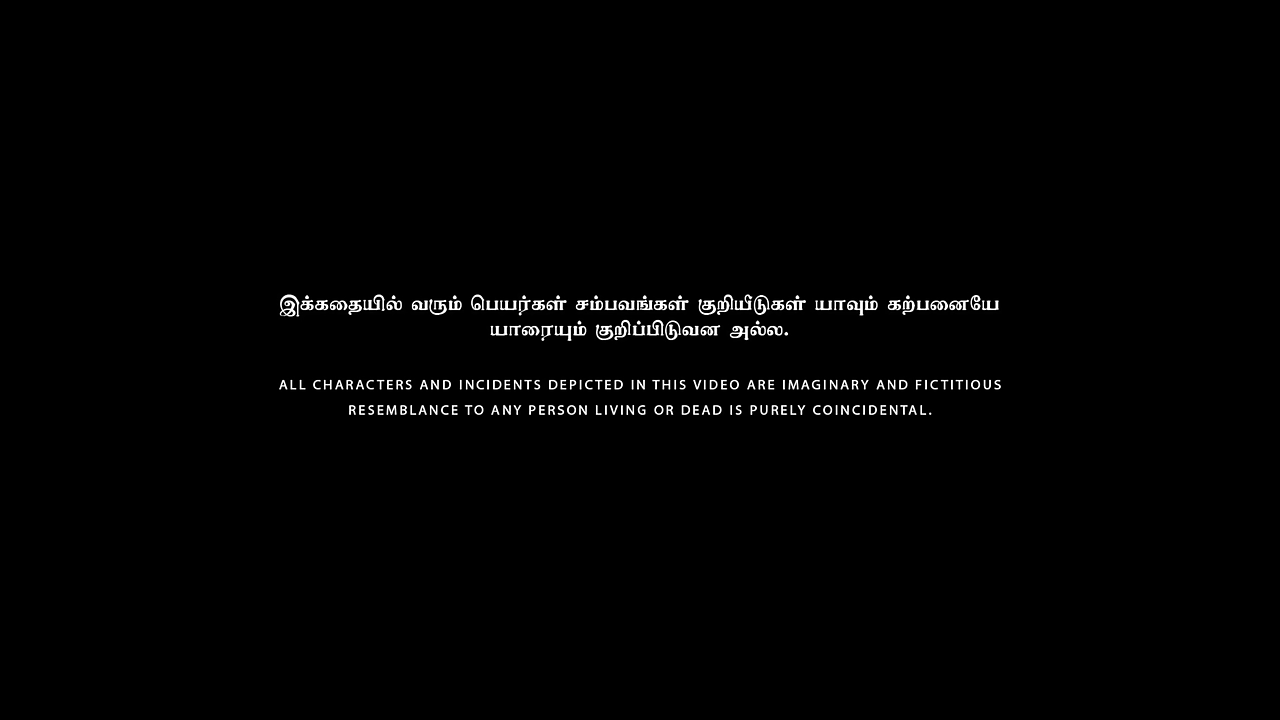 இக்கதையில் வரும் பெயர்கள் சம்பவங்கள் குறியீடுகள் யாவும் கற்பனையே
யாரையும் குறிப்பிடுவன அல்ல.
ALL CHARACTERS AND INCIDENTS DEPICTED IN THIS VIDEO ARE IMAGINARY AND FICTITIOUS
RESEMBLANCE TO ANY PERSON LIVING OR DEAD IS PURELY COINCIDENTAL.